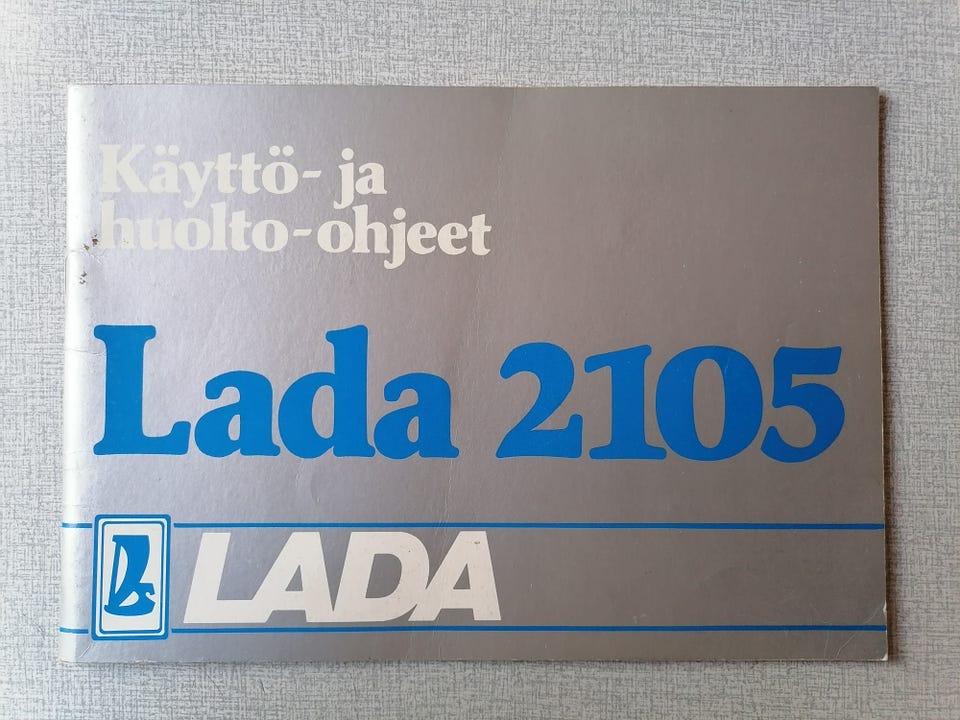 Käyttö- ja
huolto-ohjeet
Lada 2105
LADA